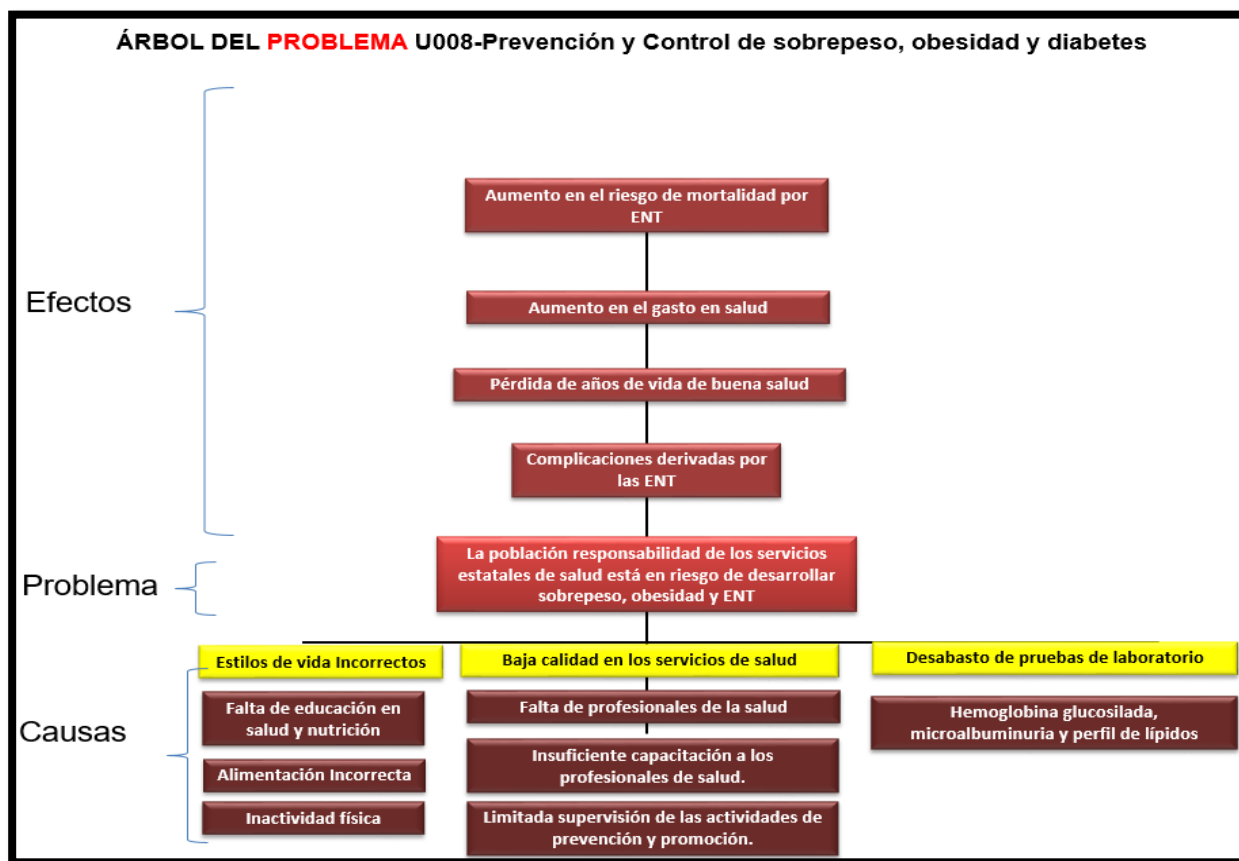 ÁRBOL DEL PROBLEMA U008-Prevención y Control de sobrepeso, obesidad y diabetes
Efectos
Aumento en el riesgo de mortalidad por
ENT
Aumento en el gasto en salud
Pérdida de años de vida de buena salud
Complicaciones derivadas por
las ENT
Problema
La población responsabilidad de los servicios
estatales de salud está en riesgo de desarrollar
sobrepeso, obesidad y ENT
Causas
Estilos de vida Incorrectos
Falta de educación en
salud y nutrición
Alimentación Incorrecta
Inactividad física
Baja calidad en los servicios de salud
Falta de profesionales de la salud
Insuficiente capacitación a los
profesionales de salud.
Limitada supervisión de las actividades de
prevención y promoción.
Desabasto de pruebas de laboratorio
Hemoglobina glucosilada,
microalbuminuria y perfil de lípidos